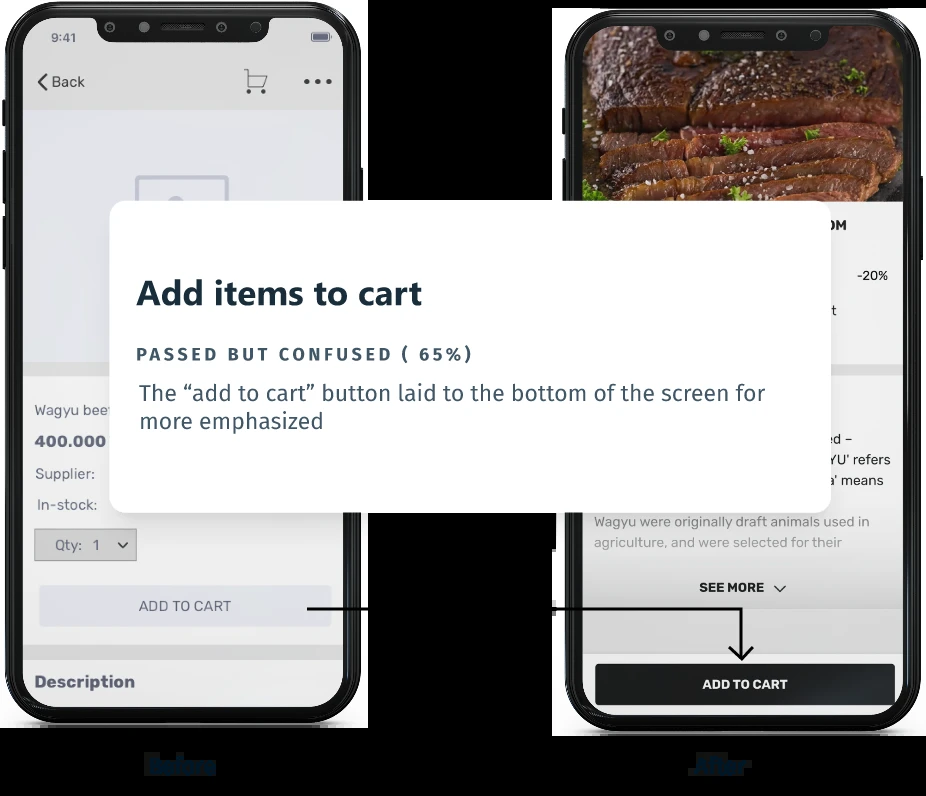 9:41
Back
Wagyu bee
400.000
Supplier:
In-stock:
Qty: 1
ADD TO CART
Description
Add items to cart
PASSED BUT CONFUSED ( 65%)
The “add to cart” button laid to the bottom of the screen for
more emphasized
OM
-20%
t
ed –
YU' refers
a' means
Wagyu were originally draft animals used in
agriculture, and were selected for their
SEE MORE
ADD TO CART
Before
After